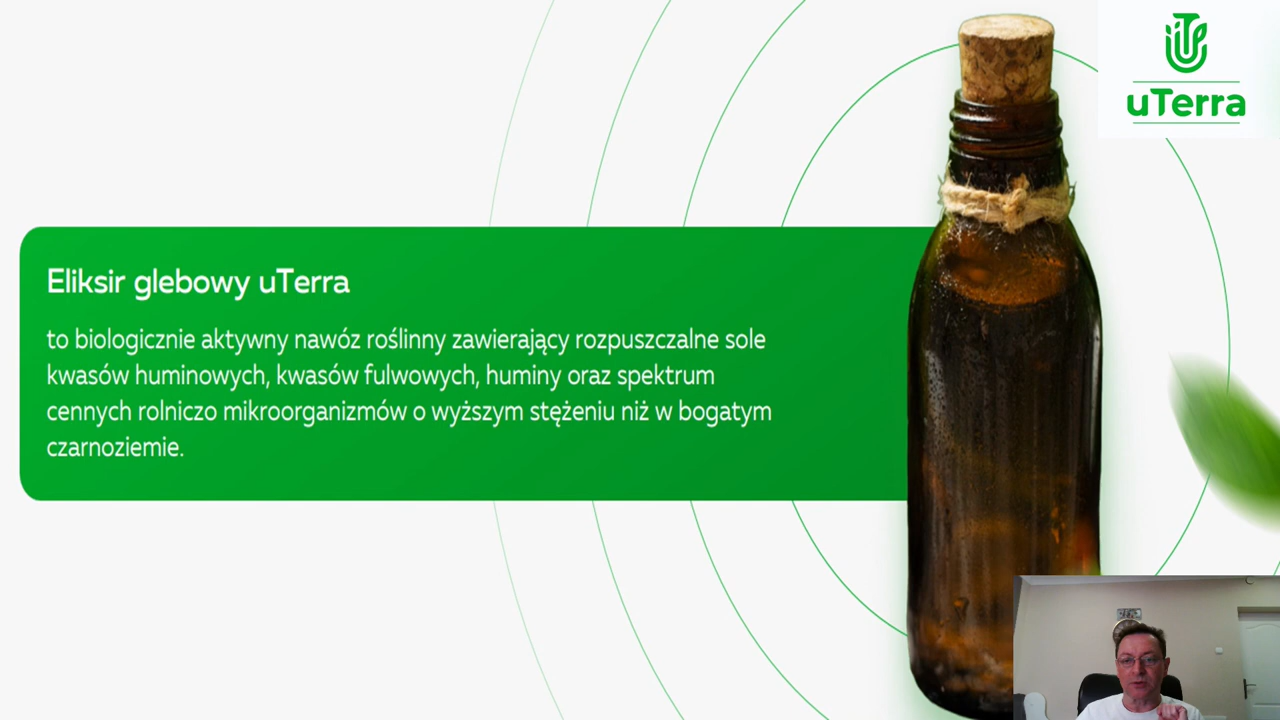 uTerra
Eliksir glebowy uTerra
to biologicznie aktywny nawóz roślinny zawierający rozpuszczalne sole
kwasów huminowych, kwasów fulwowych, huminy oraz spektrum
cennych rolniczo mikroorganizmów o wyższym stężeniu niż w bogatym
czarnoziemie.